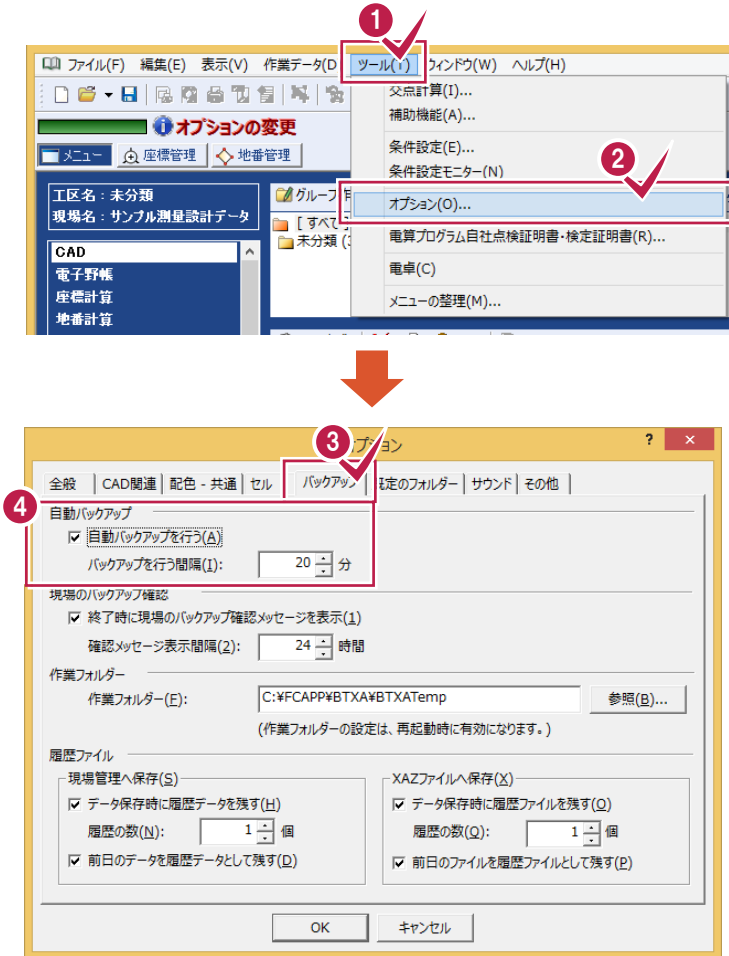 1
ファイル(F) 編集(E) 表示(V) 作業データ(D ツール(T) ウィンドウ(W) ヘルプ(H)
オプションの変更
メニュー 座標管理 地番管理
工区名：未分類
現場名：サンプル測量設計データ
CAD
電子野帳
座標計算
地番計算
グループ作
[すべて]
未分類 (
交点計算(I)...
補助機能(A)...
条件設定(E)...
条件設定モニター(N)
2
オプション(O)...
電算プログラム自社点検証明書・検定証明書(R)...
電卓(C)
メニューの整理(M)...
3
オプション ? ×
全般 CAD関連 配色 - 共通 セル バックアップ 既定のフォルダー サウンド その他
4
自動バックアップ
自動バックアップを行う(A)
バックアップを行う間隔(I): 20 分
現場のバックアップ確認
終了時に現場のバックアップ確認メッセージを表示(1)
確認メッセージ表示間隔(2): 24 時間
作業フォルダー
作業フォルダー(F): C:¥FCAPP¥BTXA¥BTXATemp 参照(B)...
(作業フォルダーの設定は、再起動時に有効になります。)
履歴ファイル
現場管理へ保存(S)
データ保存時に履歴データを残す(H)
履歴の数(N): 1 個
前日のデータを履歴データとして残す(D)
XAZファイルへ保存(X)
データ保存時に履歴ファイルを残す(O)
履歴の数(Q): 1 個
前日のファイルを履歴ファイルとして残す(P)
OK キャンセル